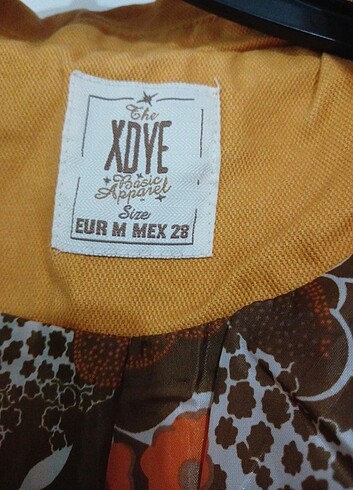 The
XDYE
Basic
Apparel
Size
EUR M MEX 28